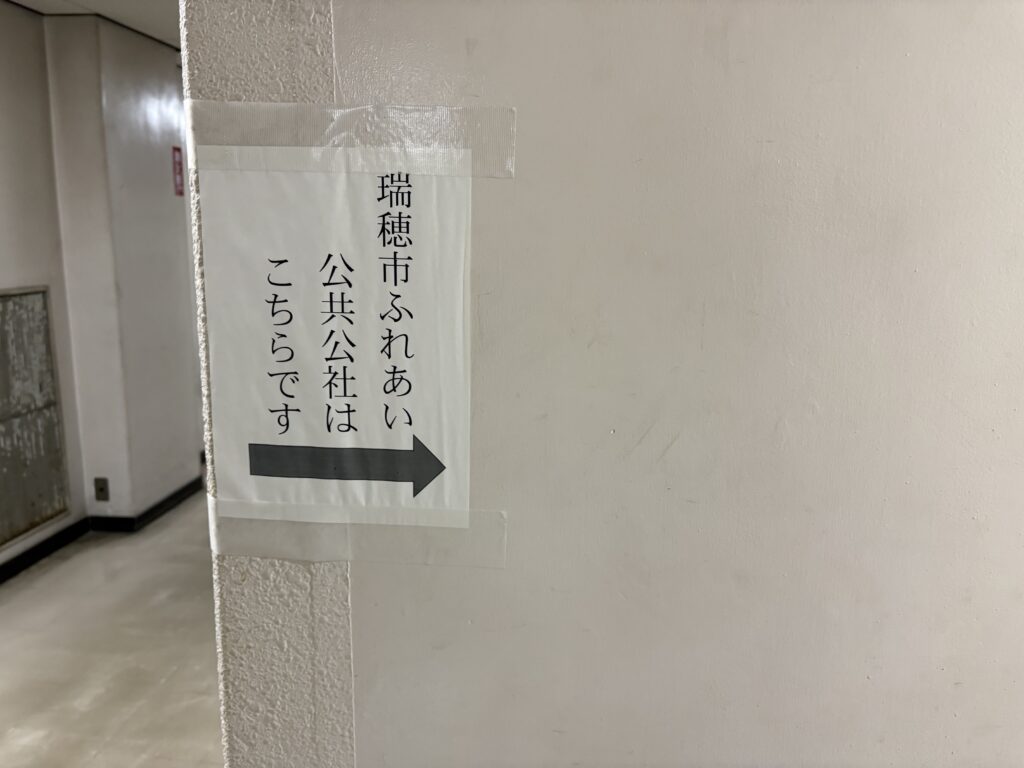 瑞穂市ふれあい
公共公社は
こちらです